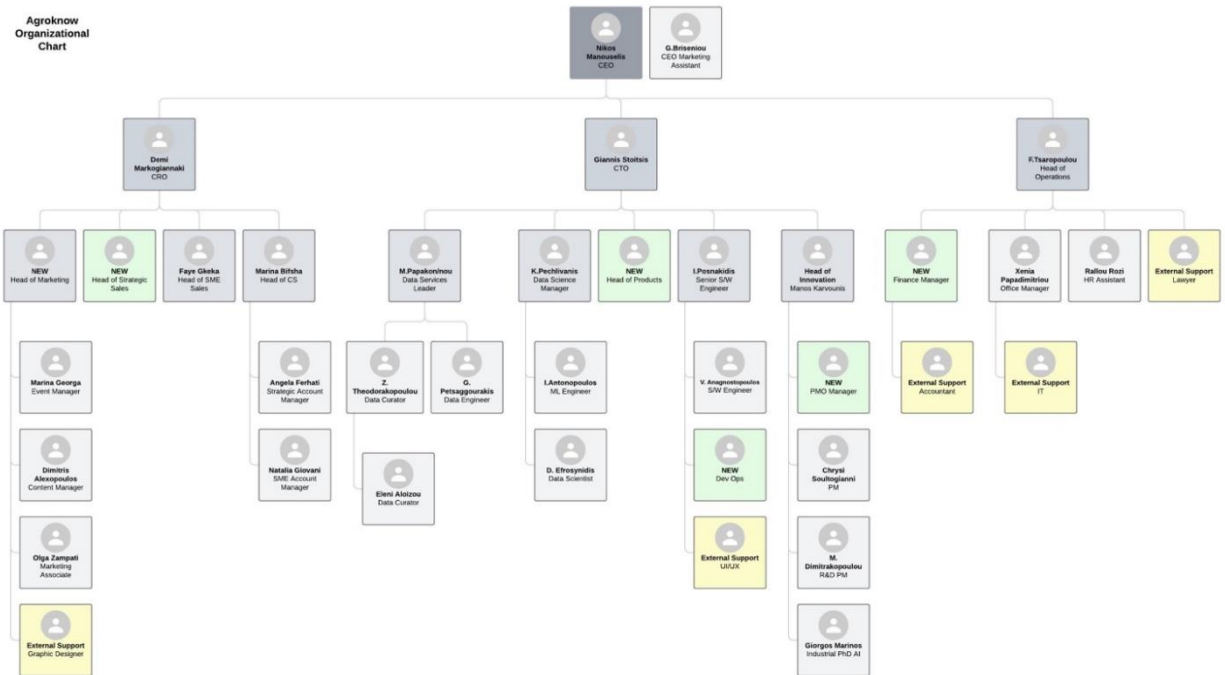 Agroknow
Organizational
Chart
Nikos
Manouselis
CEO
G.Briseniou
CEO Marketing
Assistant
Demi
Markogiannaki
CRO
Giannis Stoitsis
CTO
F.Tsaropoulou
Head of
Operations
NEW
Head of Marketing
NEW
Head of Strategic
Sales
Faye Gkeka
Head of SME
Sales
Marina Bifsha
Head of CS
M.Papakon/nou
Data Services
Leader
K.Pechlivanis
Data Science
Manager
NEW
Head of Products
I.Posnakidis
Senior S/W
Engineer
Head of
Innovation
Manos Karvounis
NEW
Finance Manager
Xenia
Papadimitriou
Office Manager
Rallou Rozi
HR Assistant
External Support
Lawyer
Marina Georga
Event Manager
Angela Ferhati
Strategic Account
Manager
Z.
Theodorakopoulou
Data Curator
G.
Petsaggourakis
Data Engineer
I.Antonopoulos
ML Engineer
V. Anagnostopoulos
S/W Engineer
NEW
PMO Manager
External Support
Accountant
External Support
IT
Dimitris
Alexopoulos
Content Manager
Natalia Giovani
SME Account
Manager
Eleni Aloizou
Data Curator
D. Efrosynidis
Data Scientist
NEW
Dev Ops
Chrysi
Soultogianni
PM
Olga Zampati
Marketing
Associate
External Support
UI/UX
M.
Dimitrakopoulou
R&D PM
External Support
Graphic Designer
Giorgos Marinos
Industrial PhD AI